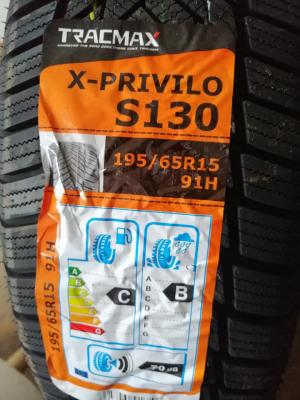 TRACMAX
X-PRIVILO
S130
195/65R15
91H
195/65R15 91H
A
B
C
D
E
F
G
C
A
B
C
D
E
F
G
B
70 dB